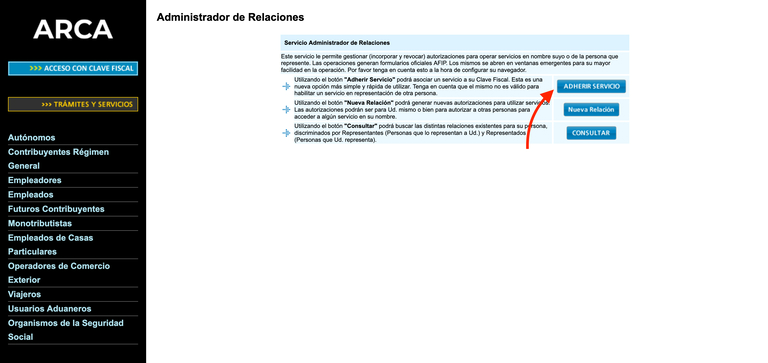 ARCA
>>> ACCESO CON CLAVE FISCAL
>>> TRÁMITES Y SERVICIOS
Autónomos
Contribuyentes Régimen
General
Empleadores
Empleados
Futuros Contribuyentes
Monotributistas
Empleados de Casas
Particulares
Operadores de Comercio
Exterior
Viajeros
Usuarios Aduaneros
Organismos de la Seguridad
Social
Administrador de Relaciones
Servicio Administrador de Relaciones
Este servicio le permite gestionar (incorporar y revocar) autorizaciones para operar servicios en nombre suyo o de la persona que
represente. Las operaciones generan formularios oficiales AFIP. Los mismos se abren en ventanas emergentes para su mayor
facilidad en la operación. Por favor tenga en cuenta esto a la hora de configurar su navegador.
Utilizando el botón "Adherir Servicio" podrá asociar un servicio a su Clave Fiscal. Esta es una
nueva opción más simple y rápida de utilizar. Tenga en cuenta que el mismo no es válido para
habilitar un servicio en representación de otra persona.
ADHERIR SERVICIO
Utilizando el botón "Nueva Relación" podrá generar nuevas autorizaciones para utilizar servicios.
Las autorizaciones podrán ser para Ud. mismo o bien para autorizar a otras personas para
acceder a algún servicio en su nombre.
Nueva Relación
Utilizando el botón "Consultar" podrá buscar las distintas relaciones existentes para su persona,
discriminados por Representantes (Personas que lo representan a Ud.) y Representados
(Personas que Ud. representa).
CONSULTAR